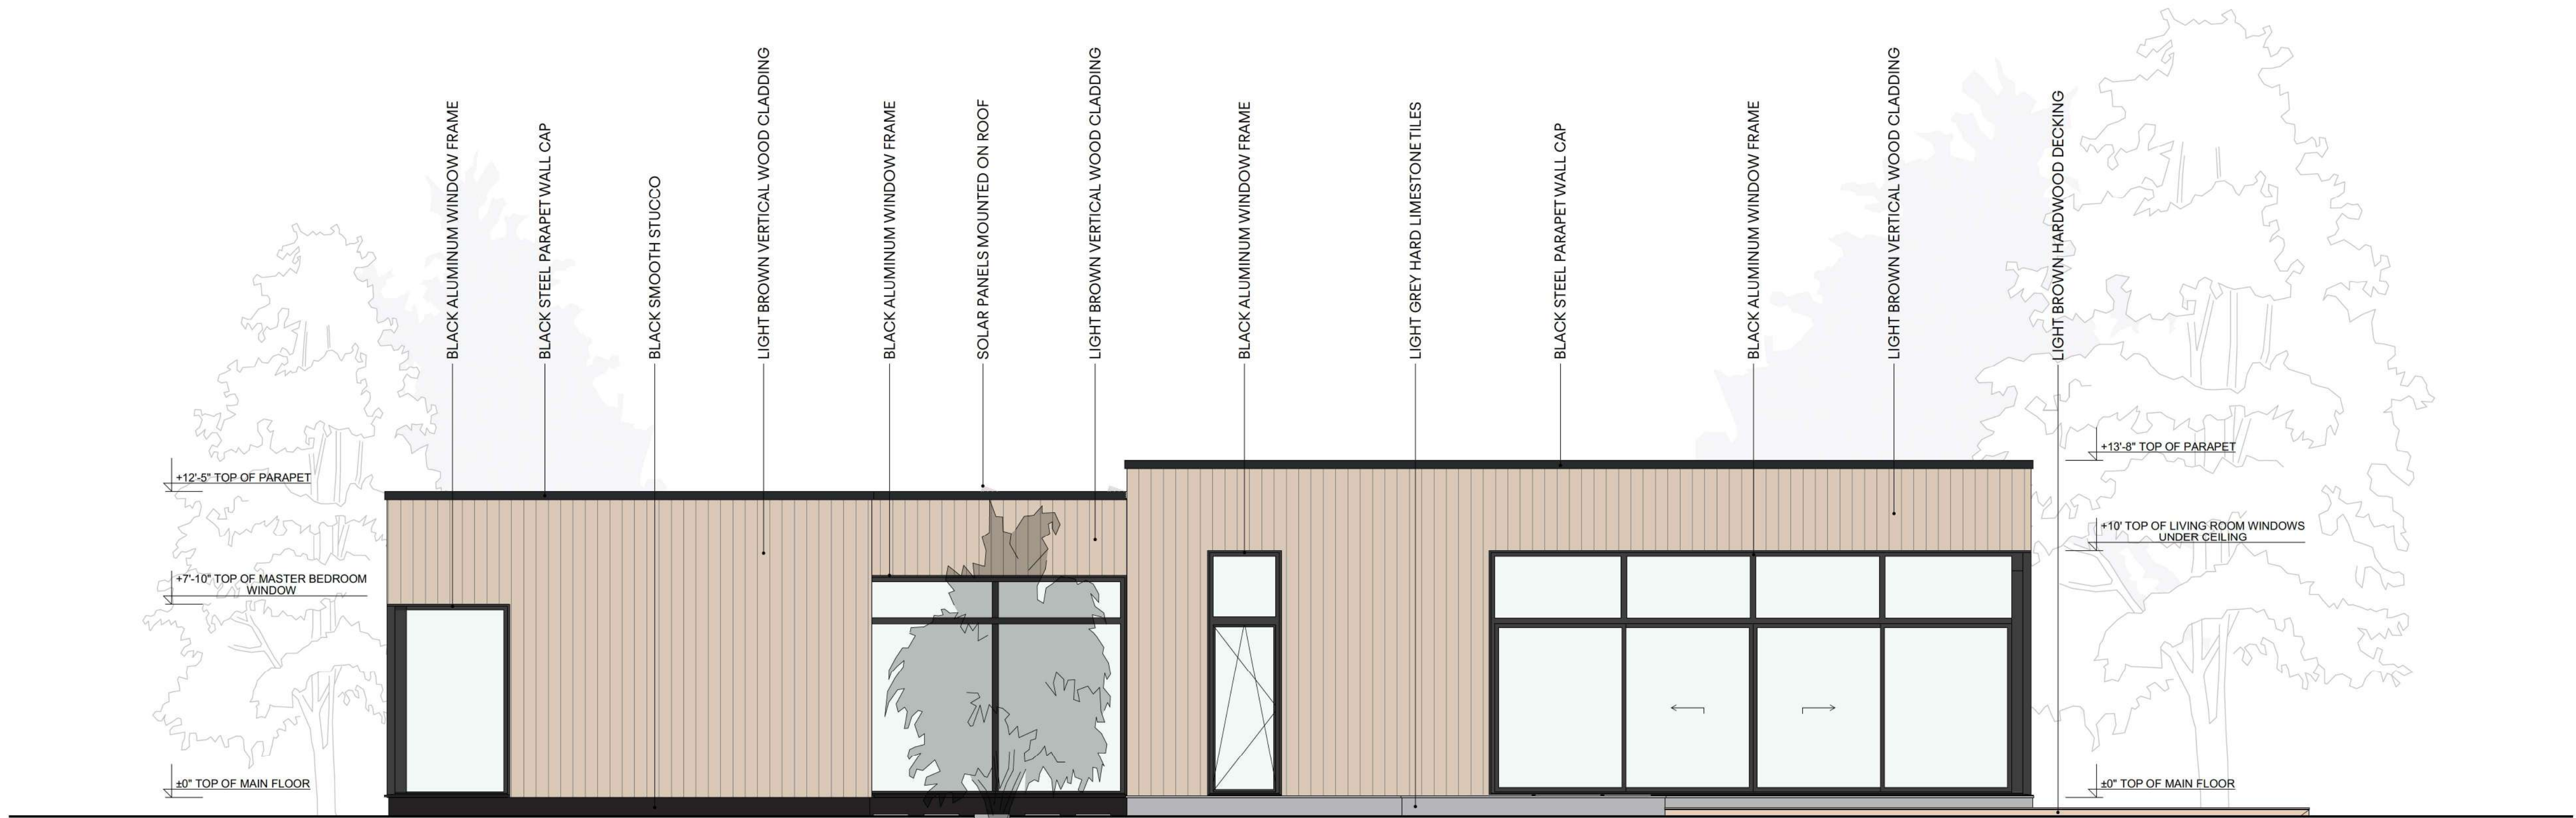 BLACK ALUMINUM WINDOW FRAME
BLACK STEEL PARAPET WALL CAP
BLACK SMOOTH STUCCO
LIGHT BROWN VERTICAL WOOD CLADDING
BLACK ALUMINUM WINDOW FRAME
SOLAR PANELS MOUNTED ON ROOF
LIGHT BROWN VERTICAL WOOD CLADDING
BLACK ALUMINUM WINDOW FRAME
LIGHT GREY HARD LIMESTONE TILES
BLACK STEEL PARAPET WALL CAP
BLACK ALUMINUM WINDOW FRAME
LIGHT BROWN VERTICAL WOOD CLADDING
LIGHT BROWN HARDWOOD DECKING
+12'-5" TOP OF PARAPET
+7'-10" TOP OF MASTER BEDROOM
WINDOW
±0" TOP OF MAIN FLOOR
+13'-8" TOP OF PARAPET
+10' TOP OF LIVING ROOM WINDOWS
UNDER CEILING
±0" TOP OF MAIN FLOOR